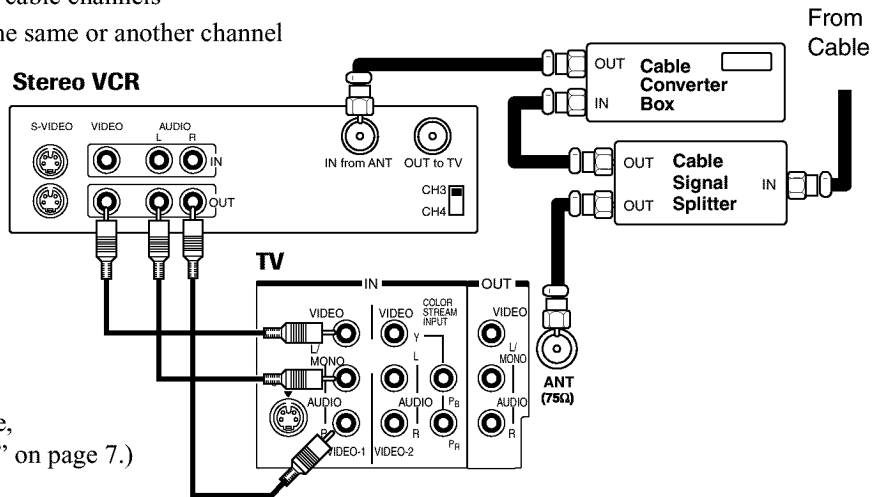 cable channels
ne same or another channel
From
Cable
Stereo VCR
OUT Cable
Converter
IN Box
S-VIDEO VIDEO AUDIO
L R
IN
IN from ANT OUT to TV
OUT Cable
Signal IN
OUT Splitter
CH3
CH4
OUT
TV
IN OUT
VIDEO VIDEO COLOR
STREAM
INPUT
VIDEO
Y
L/
MONO
L
L/
MONO
ANT
(75Ω)
AUDIO AUDIO PB AUDIO
R R PR R
VIDEO-1 VIDEO-2
e,
” on page 7.)